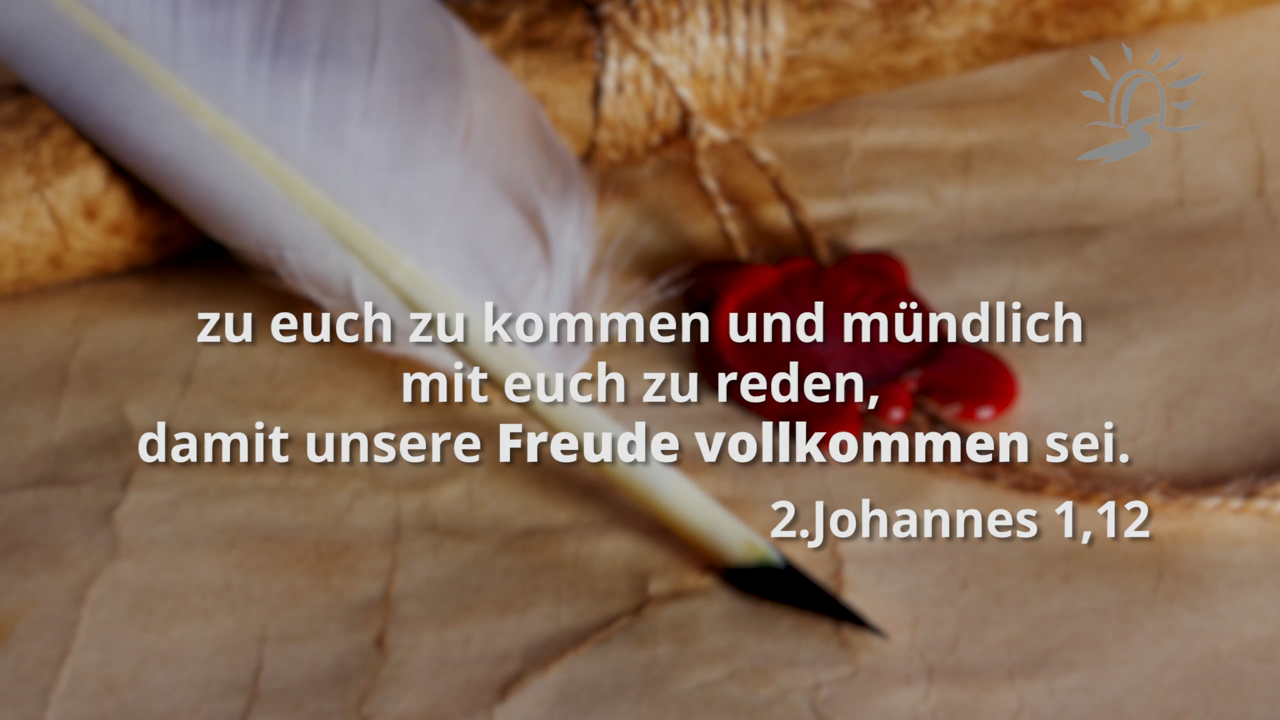 zu euch zu kommen und mündlich
mit euch zu reden,
damit unsere Freude vollkommen sei.
2.Johannes 1,12